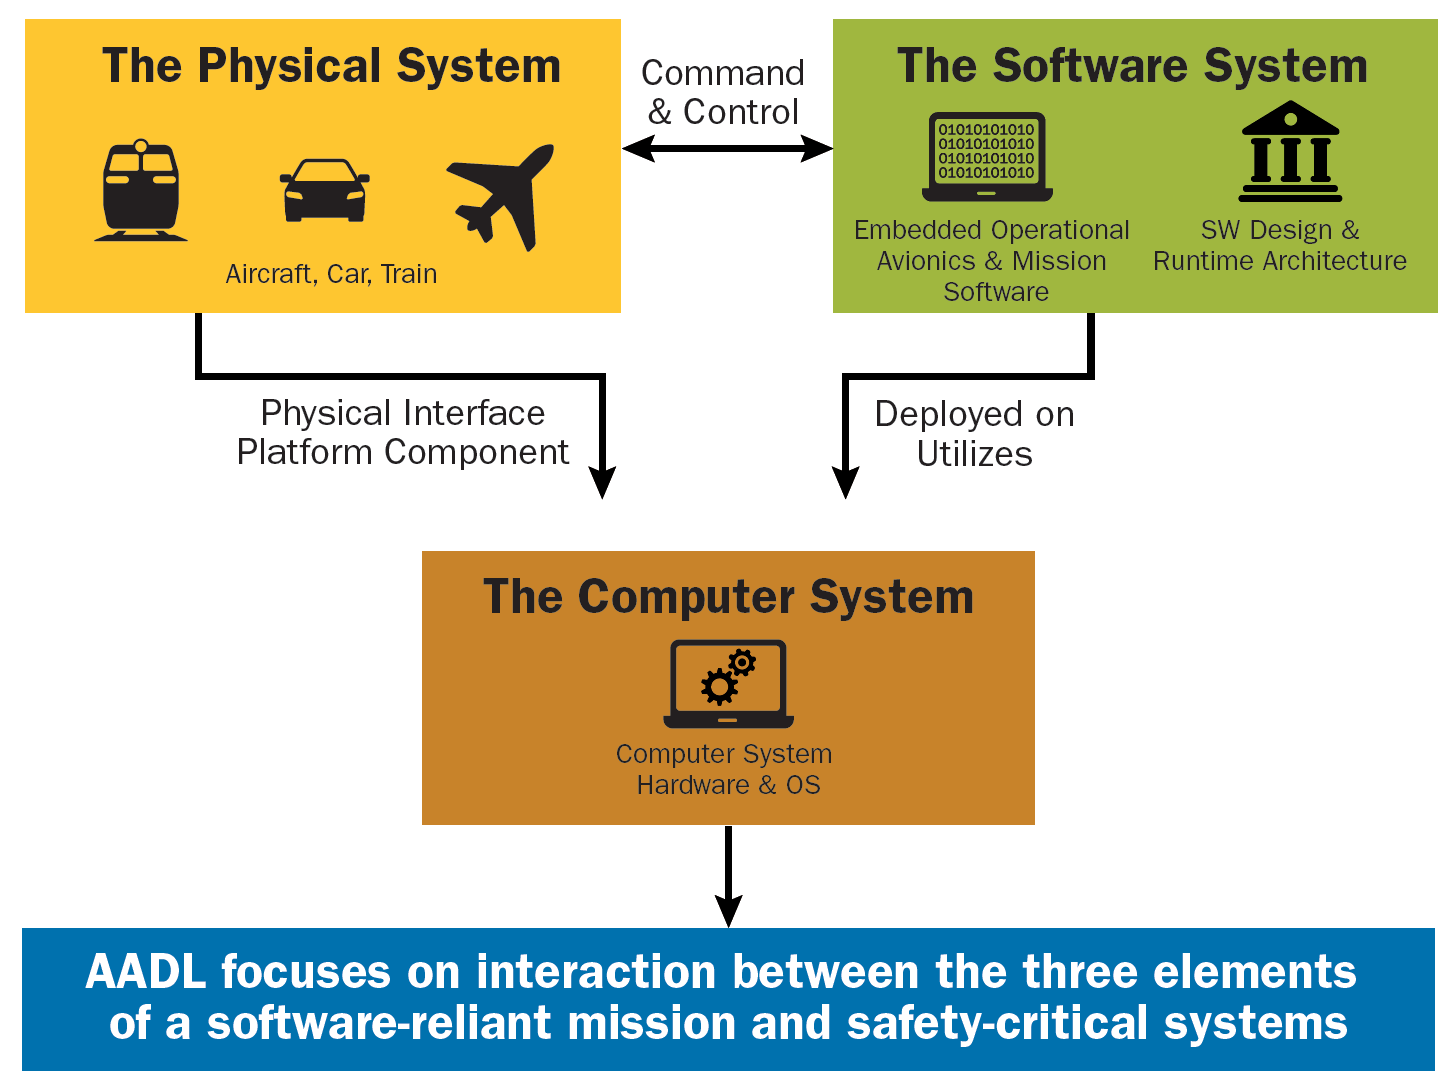 The Physical System
Aircraft, Car, Train
Command
& Control
The Software System
01010101010
01010101010
01010101010
01010101010
Embedded Operational
Avionics & Mission
Software
SW Design &
Runtime Architecture
Physical Interface
Platform Component
Deployed on
Utilizes
The Computer System
Computer System
Hardware & OS
AADL focuses on interaction between the three elements
of a software-reliant mission and safety-critical systems